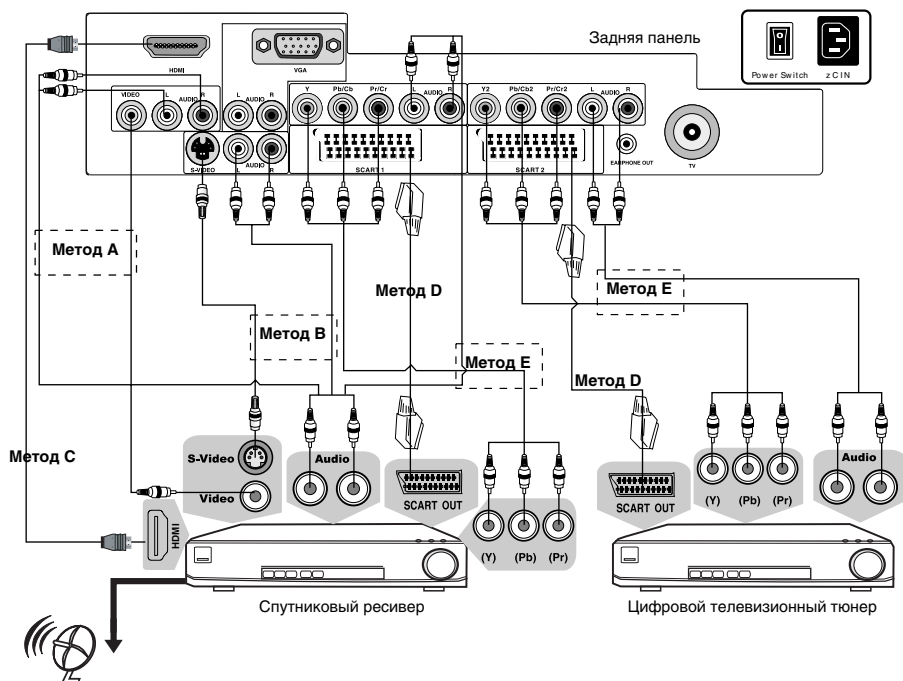 Задняя панель
HDMI
VGA
Power Switch
z C IN
VIDEO
L
AUDIO
R
L
AUDIO
R
Y
Pb/Cb
Pr/Cr
L
AUDIO
R
Y2
Pb/Cb2
Pr/Cr2
L
AUDIO
R
S-VIDEO
L
AUDIO
R
SCART 1
SCART 2
EARPHONE OUT
TV
Метод A
Метод B
Метод D
Метод E
Метод E
Метод D
Метод C
S-Video
Video
Audio
SCART OUT
(Y)
(Pb)
(Pr)
SCART OUT
(Y)
(Pb)
(Pr)
Audio
HDMI
Спутниковый ресивер
Цифровой телевизионный тюнер